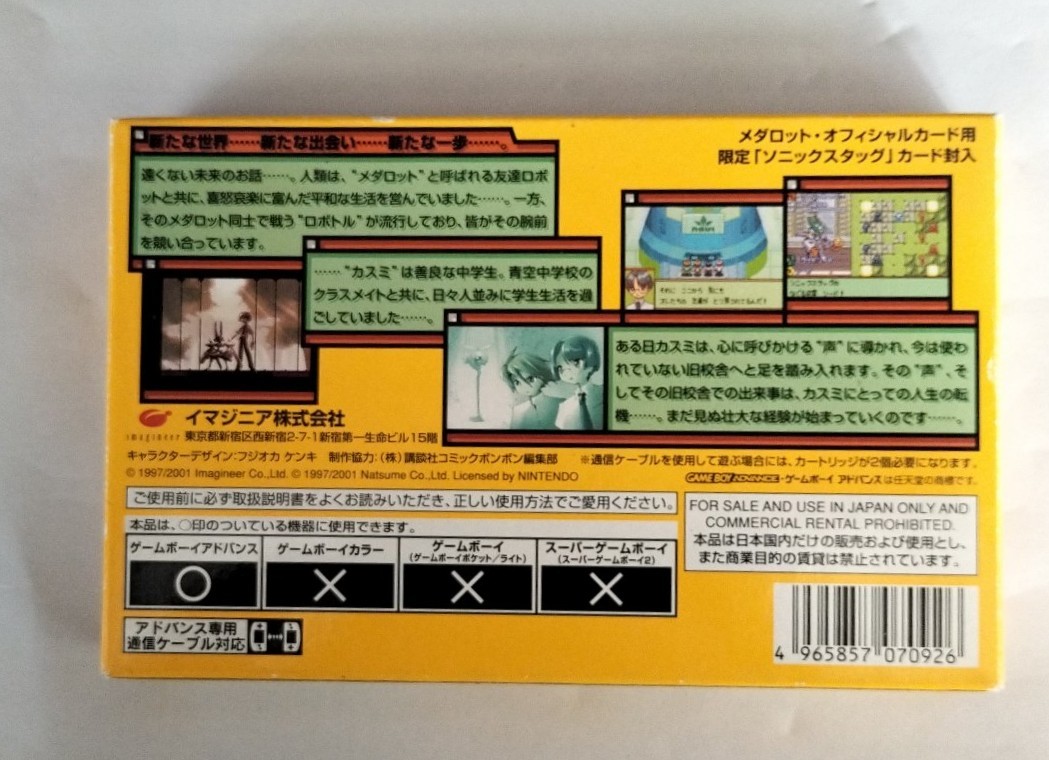 新たな世界……新たな出会い……新たな一歩……。
遠くない未来のお話……。人類は、“メダロット”と呼ばれる友達ロボ
ットと共に、喜怒哀楽に富んだ平和な生活を営んでいました……。一方、
そのメダロット同士で戦う“ロボトル”が流行しており、皆がその腕前
を競い合っています。
……“カスミ”は善良な中学生。青空中学校の
クラスメイトと共に、日々人並みに学生生活を過
ごしていました……。
メダロット・オフィシャルカード用
限定「ソニックスタッグ」カード封入
ある日カスミは、心に呼びかける“声”に導かれ、今は使わ
れていない旧校舎へと足を踏み入れます。その“声”、そ
してその旧校舎での出来事は、カスミにとっての人生の転
機……。まだ見ぬ壮大な経験が始まっていくのです……。
イマジニア株式会社
imagineer 東京都新宿区西新宿2-7-1新宿第一生命ビル15階
キャラクターデザイン:フジオカ ケンキ 制作協力:(株)講談社コミックボンボン編集部
© 1997/2001 Imagineer Co.,Ltd. © 1997/2001 Natsume Co.,Ltd. Licensed by NINTENDO
※通信ケーブルを使用して遊ぶ場合には、カートリッジが2個必要になります。
GAME BOY ADVANCE・ゲームボーイ アドバンスは任天堂の商標です。
ご使用前に必ず取扱説明書をよくお読みいただき、正しい使用方法でご愛用ください。
本品は、○印のついている機器に使用できます。
ゲームボーイアドバンス
○
ゲームボーイカラー
×
ゲームボーイ
(ゲームボーイポケット/ライト)
×
スーパーゲームボーイ
(スーパーゲームボーイ2)
×
アドバンス専用
通信ケーブル対応
FOR SALE AND USE IN JAPAN ONLY AND
COMMERCIAL RENTAL PROHIBITED.
本品は日本国内だけの販売および使用とし、
また商業目的の賃貸は禁止されています。
4 965857 070926